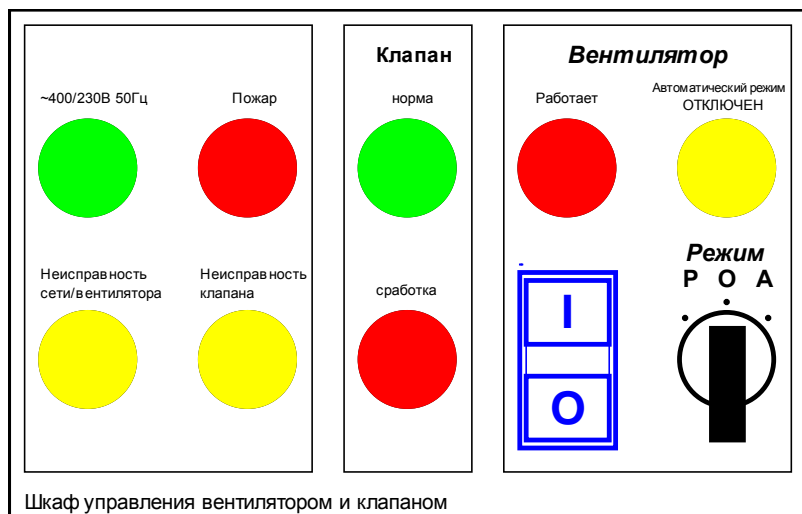 ~400/230В 50Гц
Пожар
Неисправность
сети/вентилятора
Неисправность
клапана
Клапан
норма
сработка
Вентилятор
Работает
Автоматический режим
ОТКЛЮЧЕН
I
O
Режим
Р О А
Шкаф управления вентилятором и клапаном